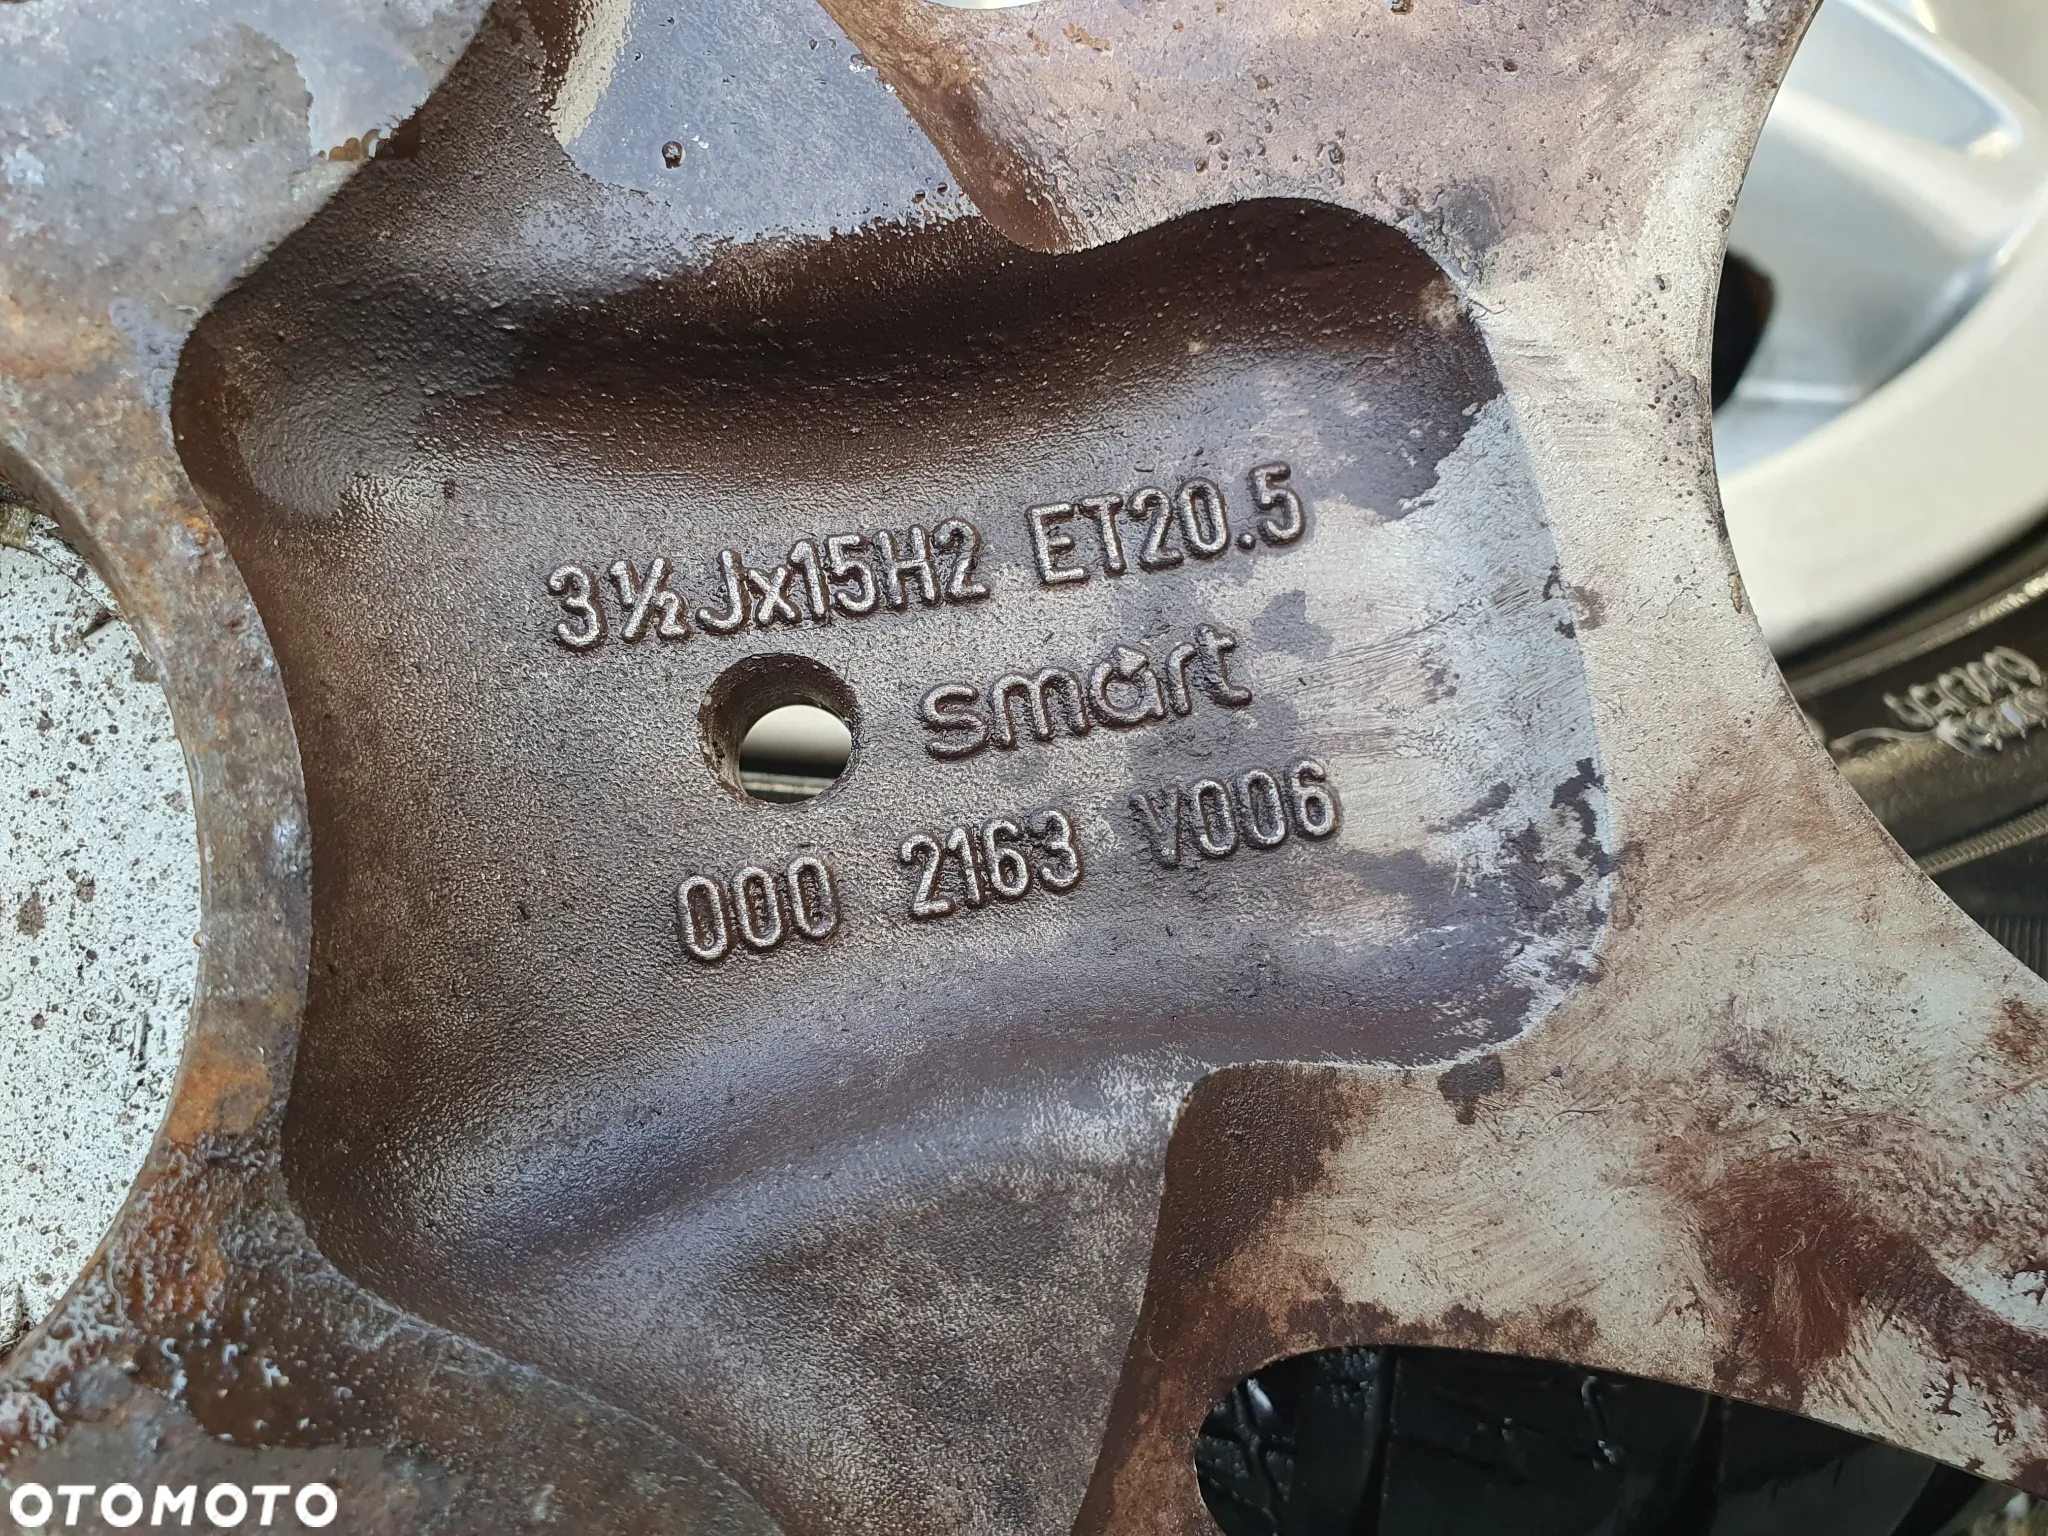 3½Jx15H2 ET20.5
smart
000 2163 V006
OTOMOTO